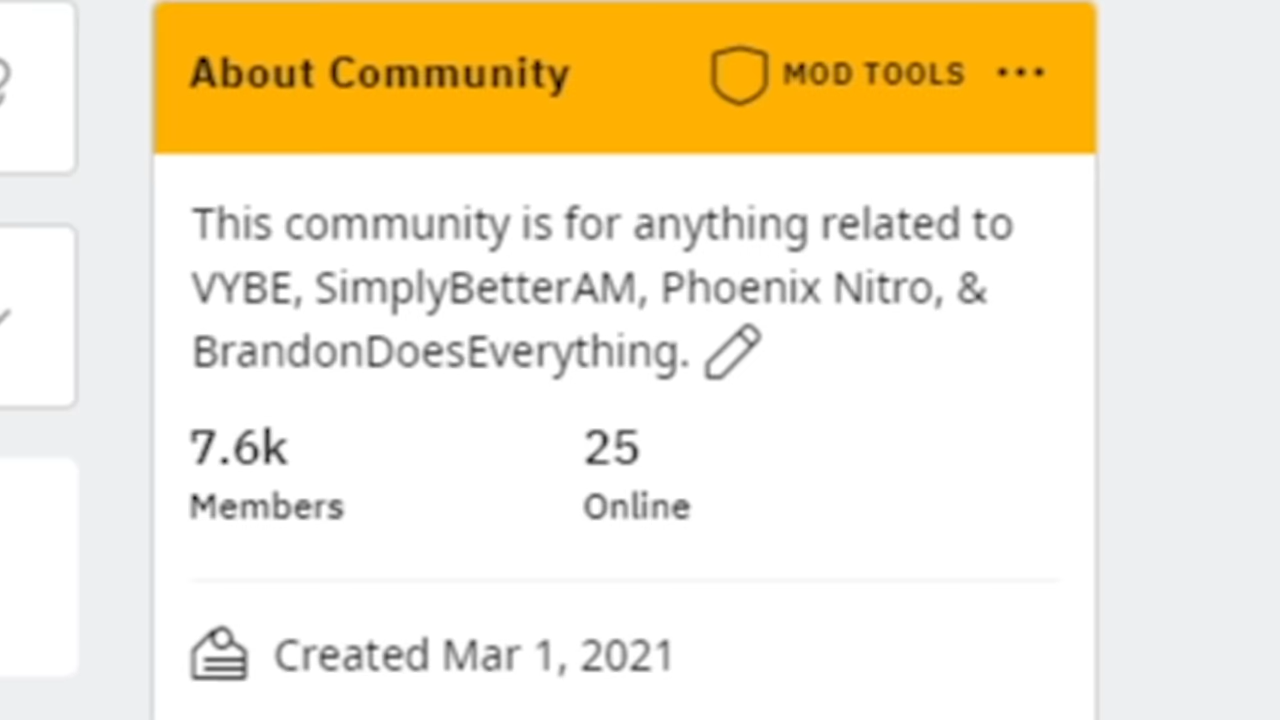 About Community MOD TOOLS
This community is for anything related to
VYBE, SimplyBetterAM, Phoenix Nitro, &
BrandonDoesEverything.
7.6k 25
Members Online
Created Mar 1, 2021